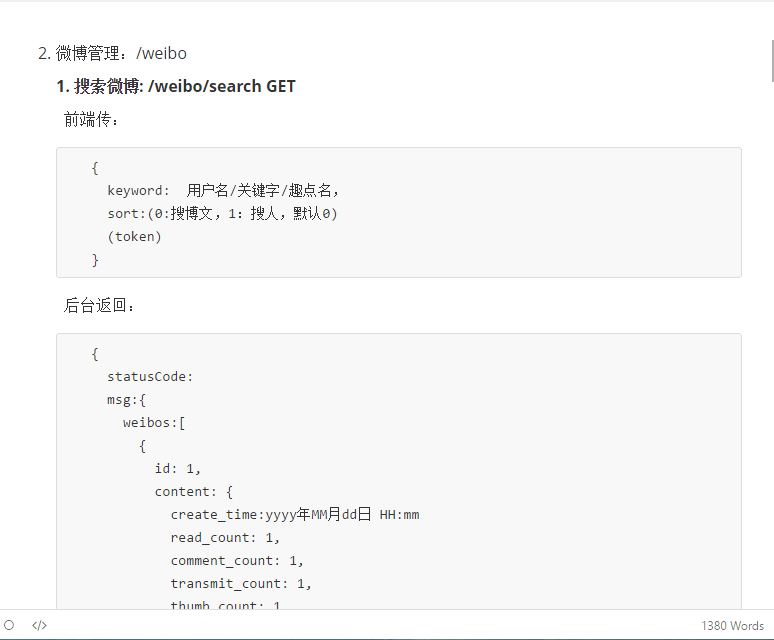 2. 微博管理：/weibo
1. 搜索微博: /weibo/search GET
前端传：
{
keyword:  用户名/关键字/趣点名，
sort:(0:搜博文，1：搜人，默认0)
(token)
}
后台返回：
{
statusCode:
msg:{
weibos:[
{
id: 1,
content: {
create_time:yyyy年MM月dd日 HH:mm
read_count: 1,
comment_count: 1,
transmit_count: 1,
thumb_count: 1
</> 1380 Words